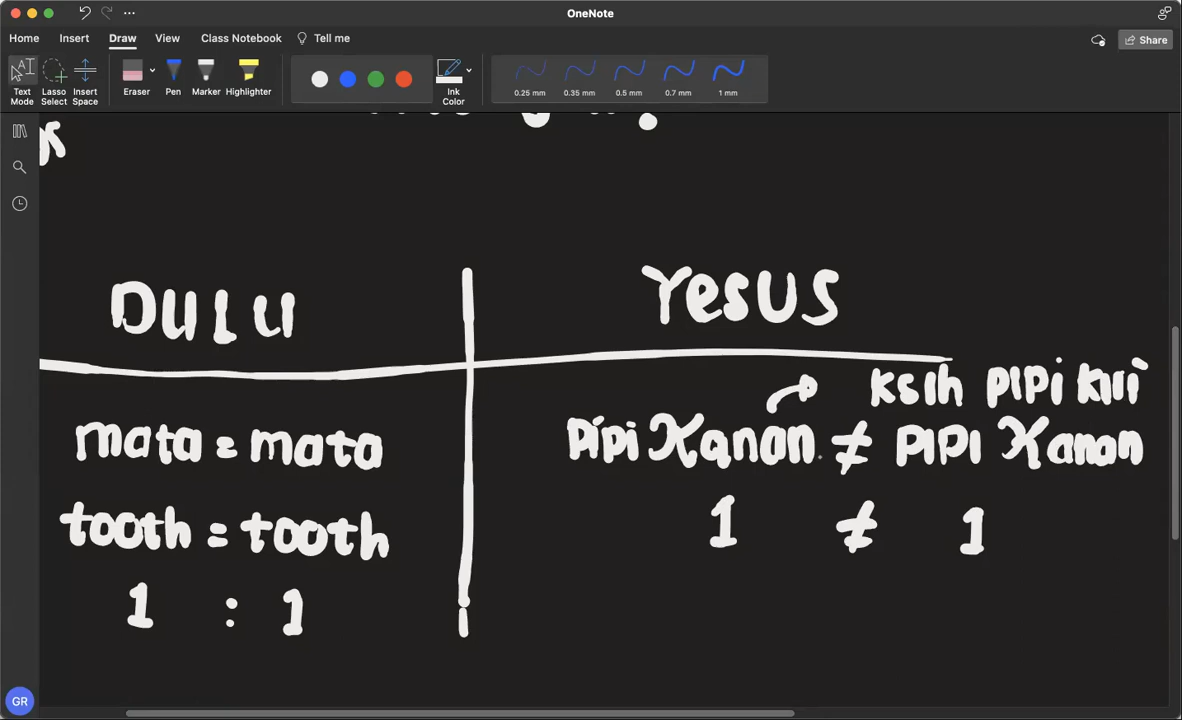 OneNote
Home Insert Draw View Class Notebook Tell me Share
Text Mode Lasso Select Insert Space Eraser Pen Marker Highlighter Ink Color 0.25 mm 0.35 mm 0.5 mm 0.7 mm 1 mm
DULU
mata = mata
tooth = tooth
1 : 1
Yesus
ksih pipi kiri
pipi Kanan ≠ pipi Kanan
1 ≠ 1
GR